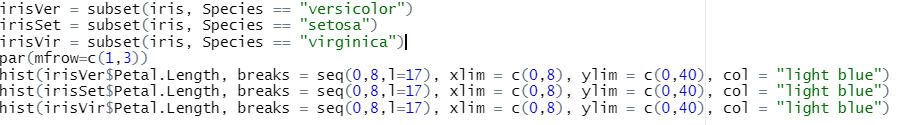 irisVer = subset(iris, Species == "versicolor")
irisSet = subset(iris, Species == "setosa")
irisVir = subset(iris, Species == "virginica")
par(mfrow=c(1,3))
hist(irisVer$Petal.Length, breaks = seq(0,8,l=17), xlim = c(0,8), ylim = c(0,40), col = "light blue")
hist(irisSet$Petal.Length, breaks = seq(0,8,l=17), xlim = c(0,8), ylim = c(0,40), col = "light blue")
hist(irisVir$Petal.Length, breaks = seq(0,8,l=17), xlim = c(0,8), ylim = c(0,40), col = "light blue")